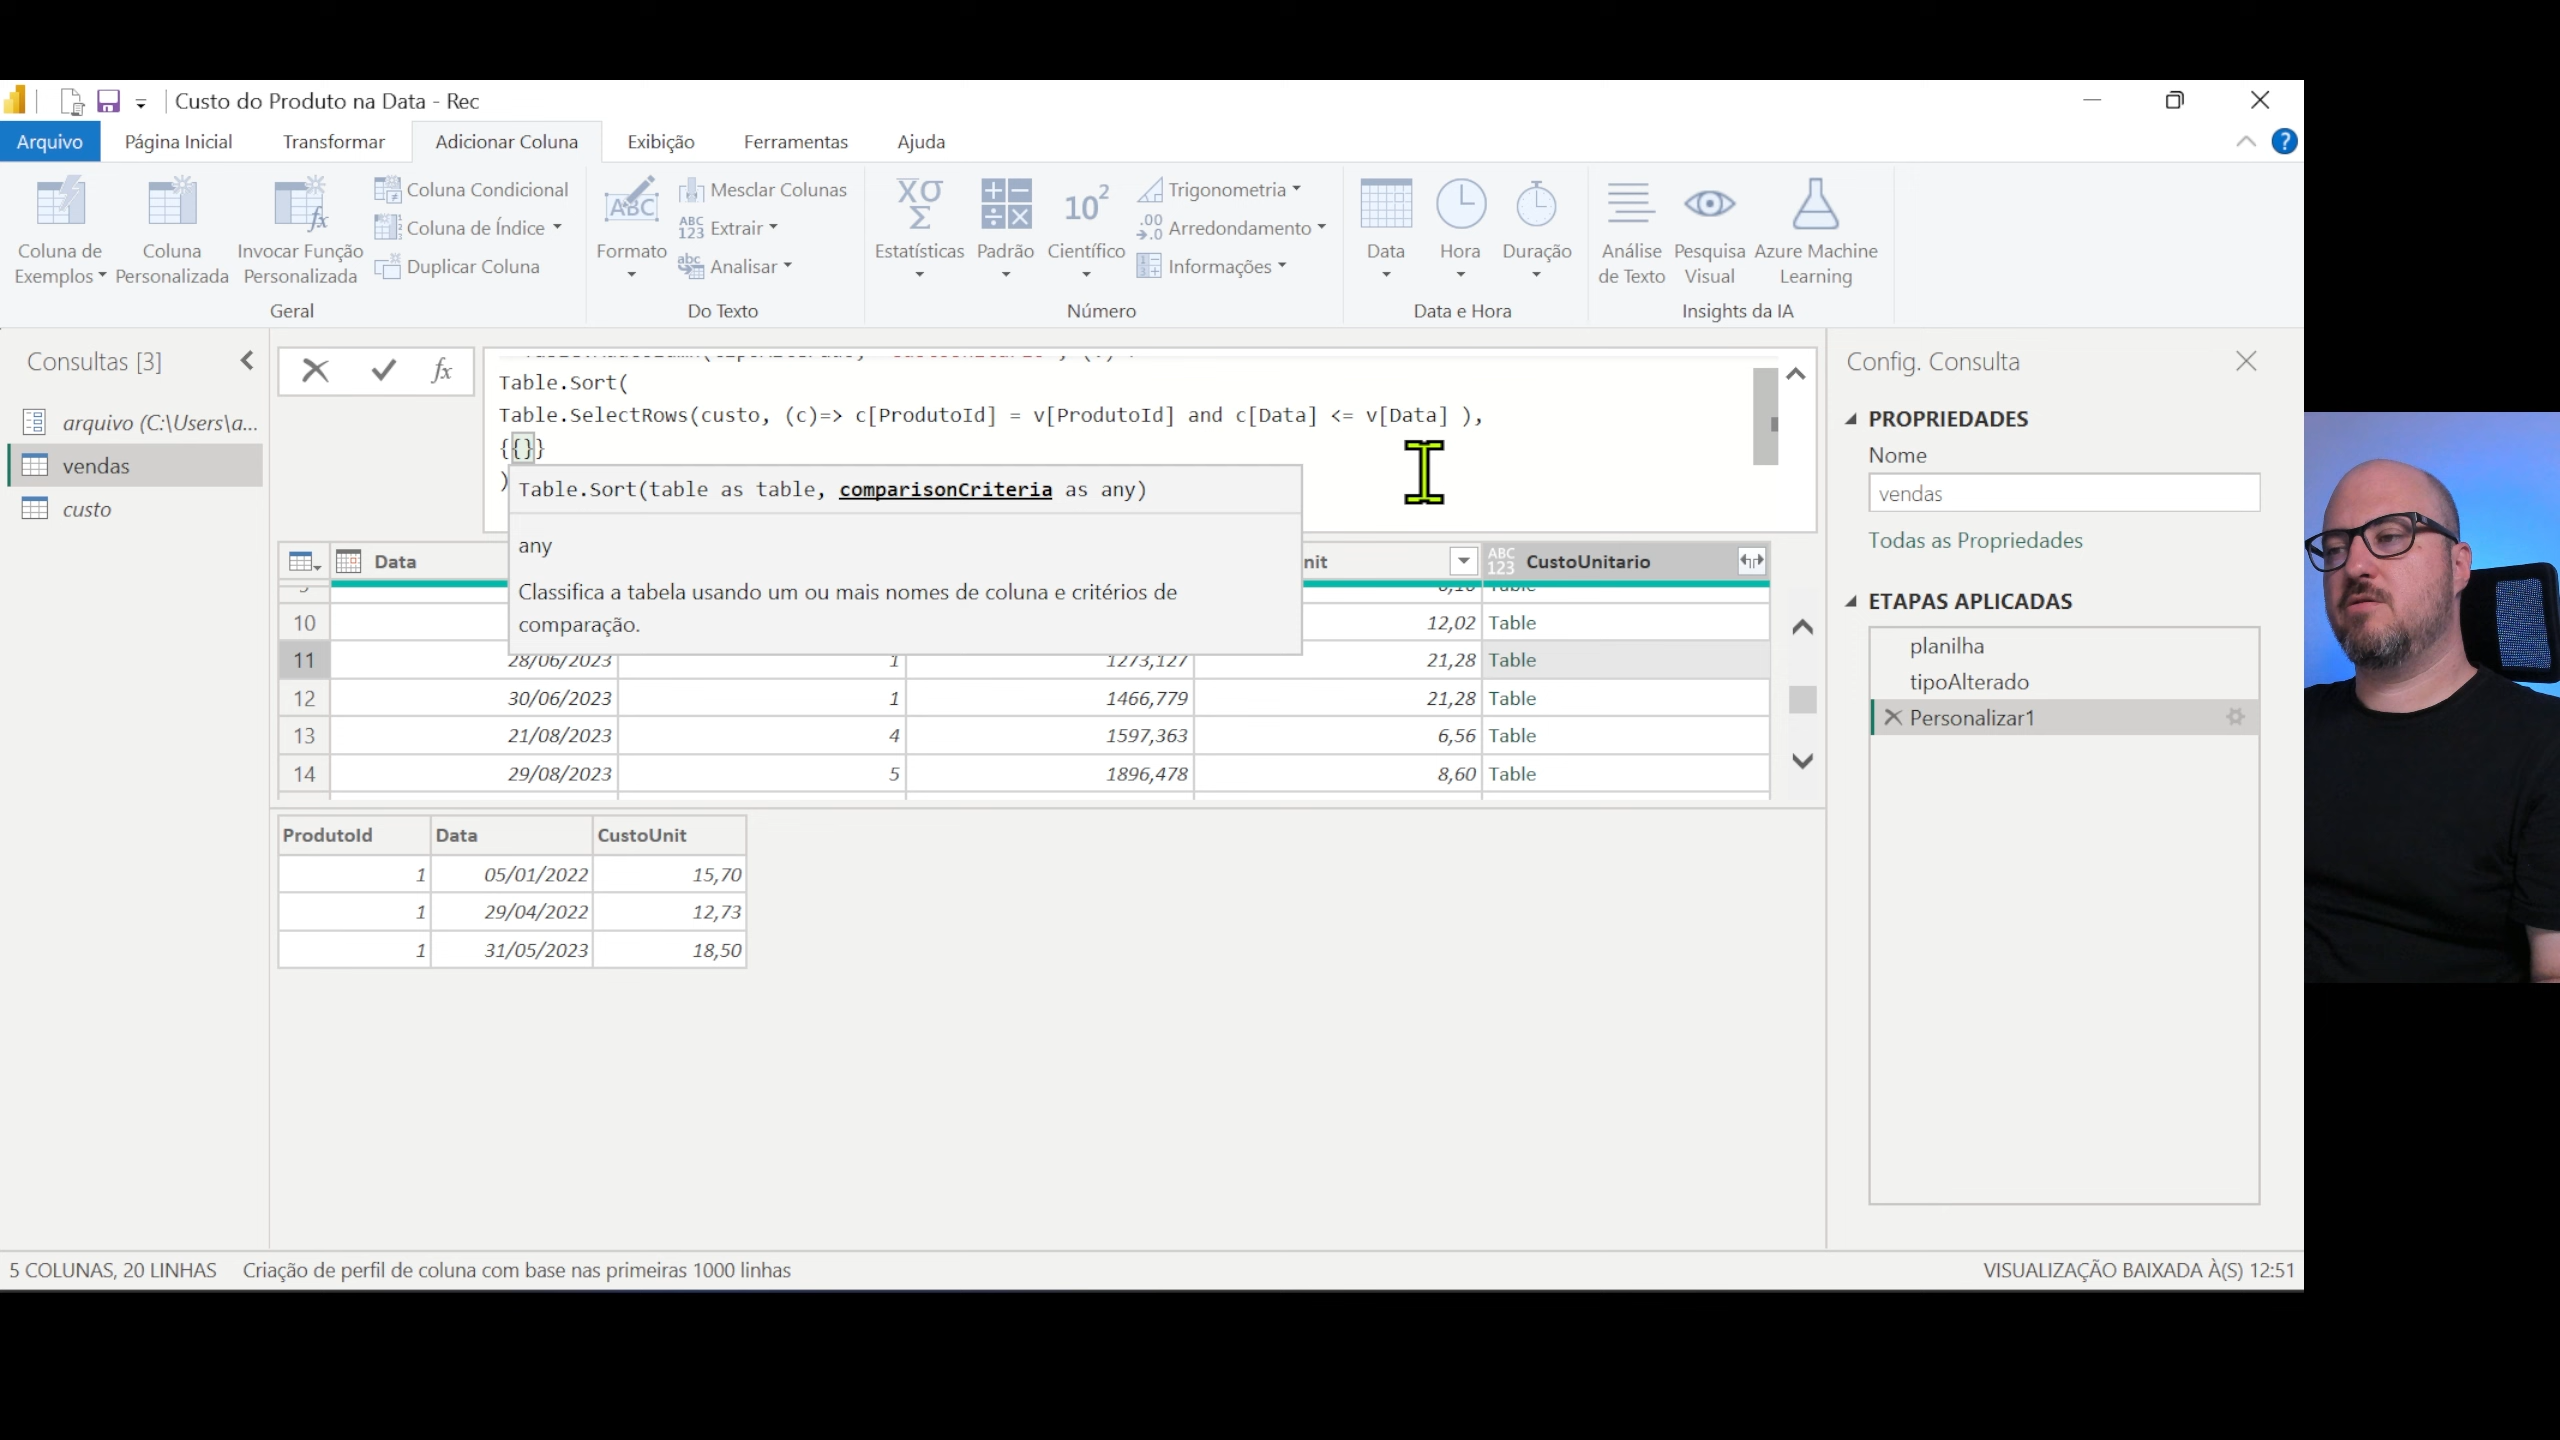 Custo do Produto na Data - Rec
Arquivo
Página Inicial
Transformar
Adicionar Coluna
Exibição
Ferramentas
Ajuda
Coluna de Exemplos
Coluna Personalizada
Invocar Função Personalizada
Coluna Condicional
Coluna de Índice
Duplicar Coluna
Geral
Formato
Mesclar Colunas
Extrair
Analisar
Do Texto
Estatísticas
Padrão
Científico
Trigonometria
Arredondamento
Informações
Número
Data
Hora
Duração
Data e Hora
Análise de Texto
Pesquisa Visual
Azure Machine Learning
Insights da IA
Consultas [3]
arquivo (C:\Users\a...
vendas
custo
fx
Table.Sort(
Table.SelectRows(custo, (c)=> c[ProdutoId] = v[ProdutoId] and c[Data] <= v[Data] ),
{{}}
)
Table.Sort(table as table, comparisonCriteria as any)
any
Classifica a tabela usando um ou mais nomes de coluna e critérios de
comparação.
Data nit ABC 123 CustoUnitario
10 12,02 Table
11 28/06/2023 1 1273,127 21,28 Table
12 30/06/2023 1 1466,779 21,28 Table
13 21/08/2023 4 1597,363 6,56 Table
14 29/08/2023 5 1896,478 8,60 Table
ProdutoId Data CustoUnit
1 05/01/2022 15,70
1 29/04/2022 12,73
1 31/05/2023 18,50
Config. Consulta
PROPRIEDADES
Nome
vendas
Todas as Propriedades
ETAPAS APLICADAS
planilha
tipoAlterado
Personalizar1
5 COLUNAS, 20 LINHAS Criação de perfil de coluna com base nas primeiras 1000 linhas
VISUALIZAÇÃO BAIXADA À(S) 12:51